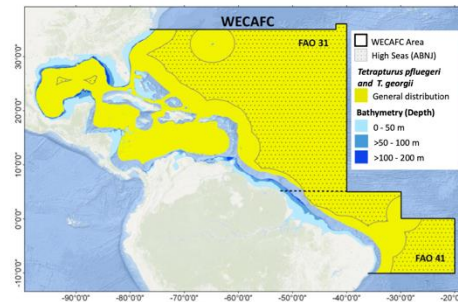 WECAFC
FAO 31
WECAFC Area
High Seas (ABNJ)
Tetrapturus pfluegeri
and T. georgii
General distribution
Bathymetry (Depth)
0 - 50 m
>50 - 100 m
>100 - 200 m
FAO 41
30°0'0"
20°0'0"
10°0'0"
0°0'0"
-10°0'0"
-90°0'0"
-80°0'0"
-70°0'0"
-60°0'0"
-50°0'0"
-40°0'0"
-30°0'0"